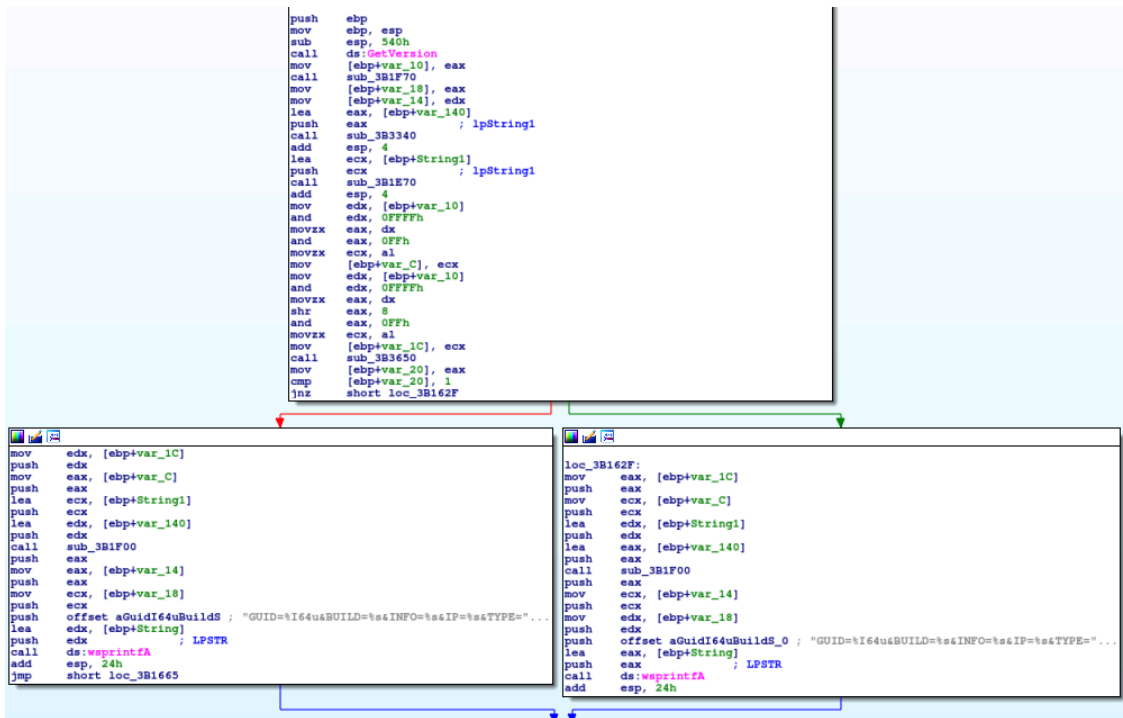 push ebp
mov ebp, esp
sub esp, 540h
call ds:GetVersion
mov [ebp+var_10], eax
call sub_3B1F70
mov [ebp+var_18], eax
mov [ebp+var_14], edx
lea eax, [ebp+var_140]
push eax ; lpString1
call sub_3B3340
add esp, 4
lea ecx, [ebp+String1]
push ecx ; lpString1
call sub_3B1E70
add esp, 4
mov edx, [ebp+var_10]
and edx, 0FFFFh
movzx eax, dx
and eax, 0FFh
movzx ecx, al
mov [ebp+var_C], ecx
mov edx, [ebp+var_10]
and edx, 0FFFFh
movzx eax, dx
shr eax, 8
and eax, 0FFh
movzx ecx, al
mov [ebp+var_1C], ecx
call sub_3B3650
mov [ebp+var_20], eax
cmp [ebp+var_20], 1
jnz short loc_3B162F
mov edx, [ebp+var_1C]
push edx
mov eax, [ebp+var_C]
push eax
lea ecx, [ebp+String1]
push ecx
lea edx, [ebp+var_140]
push edx
call sub_3B1F00
push eax
mov eax, [ebp+var_14]
push eax
mov ecx, [ebp+var_18]
push ecx
push offset aGuidI64uBuildS ; "GUID=%I64u&BUILD=%s&INFO=%s&IP=%s&TYPE="...
lea edx, [ebp+String]
push edx ; LPSTR
call ds:wsprintfA
add esp, 24h
jmp short loc_3B1665
loc_3B162F:
mov eax, [ebp+var_1C]
push eax
mov ecx, [ebp+var_C]
push ecx
lea edx, [ebp+String1]
push edx
lea eax, [ebp+var_140]
push eax
call sub_3B1F00
push eax
mov ecx, [ebp+var_14]
push ecx
mov edx, [ebp+var_18]
push edx
push offset aGuidI64uBuildS_0 ; "GUID=%I64u&BUILD=%s&INFO=%s&IP=%s&TYPE="...
lea eax, [ebp+String]
push eax ; LPSTR
call ds:wsprintfA
add esp, 24h